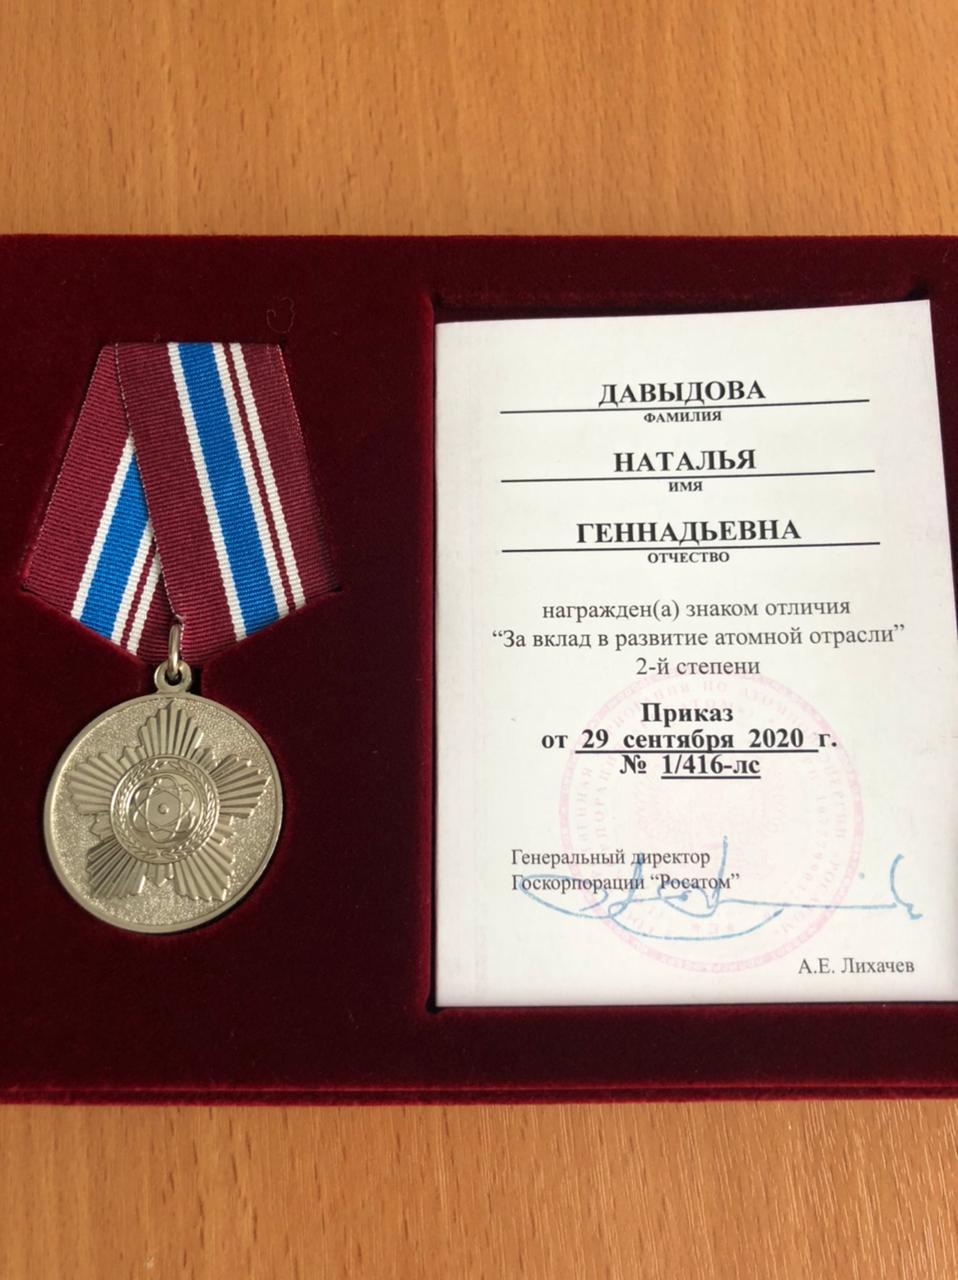 ДАВЫДОВА
ФАМИЛИЯ
НАТАЛЬЯ
ИМЯ
ГЕННАДЬЕВНА
ОТЧЕСТВО
награжден(а) знаком отличия
“За вклад в развитие атомной отрасли”
2-й степени
Приказ
от 29 сентября 2020 г.
№ 1/416-лс
Генеральный директор
Госкорпорации “Росатом”
А.Е. Лихачев